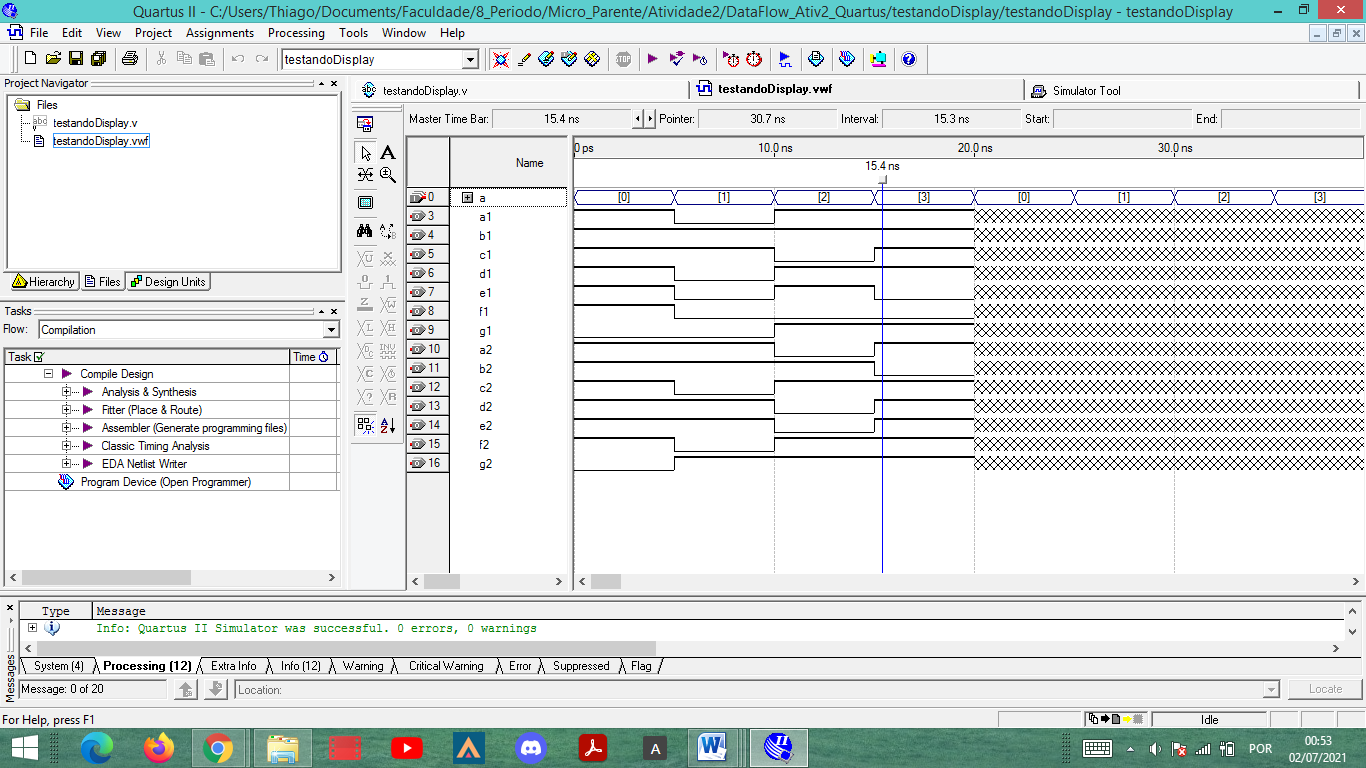 Quartus II - C:/Users/Thiago/Documents/Faculdade/8_Periodo/Micro_Parente/Atividade2/DataFlow_Ativ2_Quartus/testandoDisplay/testandoDisplay - testandoDisplay
File Edit View Project Assignments Processing Tools Window Help
testandoDisplay
STOP
Project Navigator
Files
abc testandoDisplay.v
testandoDisplay.vwf
Hierarchy Files Design Units
Tasks
Flow: Compilation
Task Time
Compile Design
Analysis & Synthesis
Fitter (Place & Route)
Assembler (Generate programming files)
Classic Timing Analysis
EDA Netlist Writer
Program Device (Open Programmer)
testandoDisplay.v testandoDisplay.vwf Simulator Tool
Master Time Bar: 15.4 ns Pointer: 30.7 ns Interval: 15.3 ns Start: End:
Name
0 ps 10.0 ns 20.0 ns 30.0 ns
15.4 ns
0 a [0] [1] [2] [3] [0] [1] [2] [3]
3 a1
4 b1
5 c1
6 d1
7 e1
8 f1
9 g1
10 a2
11 b2
12 c2
13 d2
14 e2
15 f2
16 g2
Messages
Type Message
Info: Quartus II Simulator was successful. 0 errors, 0 warnings
System (4) Processing (12) Extra Info Info (12) Warning Critical Warning Error Suppressed Flag
Message: 0 of 20 Location: Locate
For Help, press F1 Idle
POR
00:53
02/07/2021